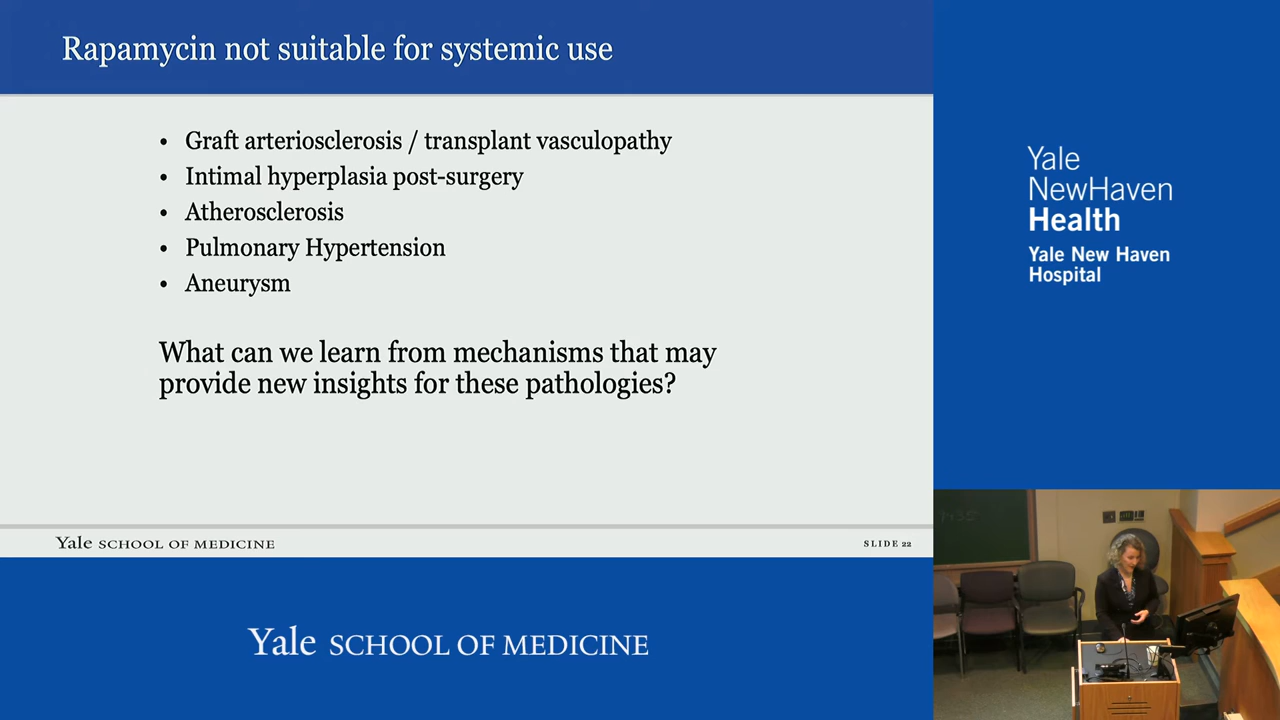 Rapamycin not suitable for systemic use
• Graft arteriosclerosis / transplant vasculopathy
• Intimal hyperplasia post-surgery
• Atherosclerosis
• Pulmonary Hypertension
• Aneurysm
What can we learn from mechanisms that may
provide new insights for these pathologies?
Yale SCHOOL OF MEDICINE
SLIDE 22
Yale SCHOOL OF MEDICINE
Yale
NewHaven
Health
Yale New Haven
Hospital